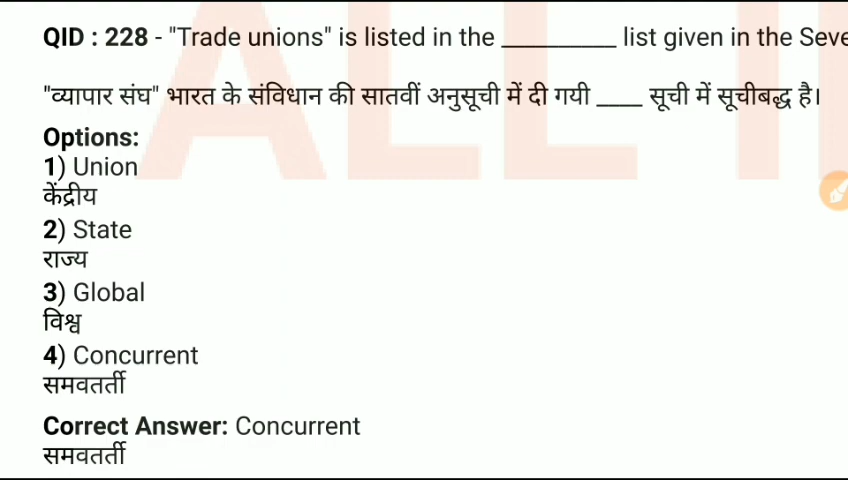 QID : 228 - "Trade unions" is listed in the ________ list given in the Seve
"व्यापार संघ" भारत के संविधान की सातवीं अनुसूची में दी गयी ____ सूची में सूचीबद्ध है।
Options:
1) Union
केंद्रीय
2) State
राज्य
3) Global
विश्व
4) Concurrent
समवतर्ती
Correct Answer: Concurrent
समवतर्ती